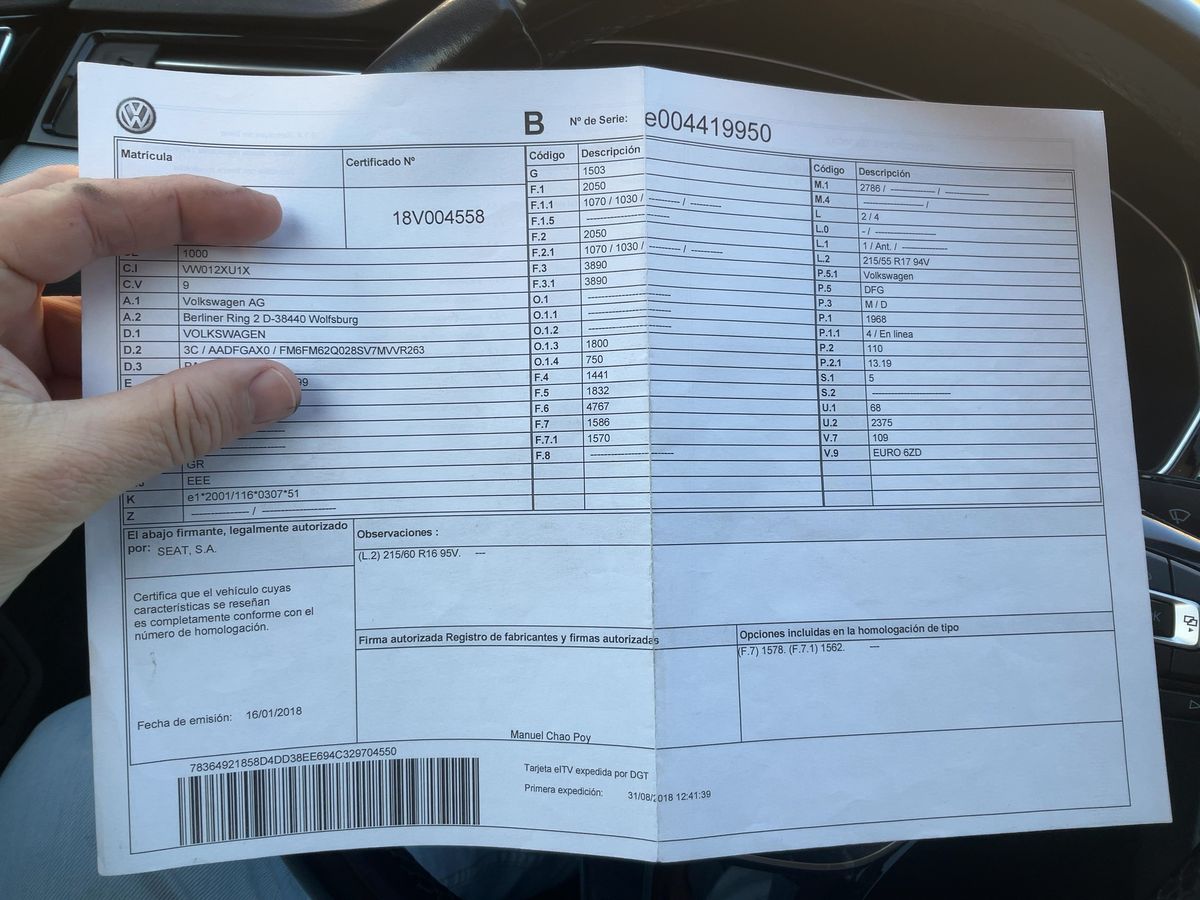 B Nº de Serie: e004419950
Matrícula
Certificado Nº
18V004558
1000
C.I VW012XU1X
C.V 9
A.1 Volkswagen AG
A.2 Berliner Ring 2 D-38440 Wolfsburg
D.1 VOLKSWAGEN
D.2 3C / AADFGAX0 / FM6FM62Q028SV7MVVR263
D.3
E 99
GR
EEE
K e1*2001/116*0307*51
Z ---------------- / --------------------
Código Descripción
G 1503
F.1 2050
F.1.1 1070 / 1030 / --------- / ---------
F.1.5 ------------------------
F.2 2050
F.2.1 1070 / 1030 / --------- / ---------
F.3 3890
F.3.1 3890
O.1 ------------------------
O.1.1 ------------------------
O.1.2 ------------------------
O.1.3 1800
O.1.4 750
F.4 1441
F.5 1832
F.6 4767
F.7 1586
F.7.1 1570
F.8 ------------------------
Código Descripción
M.1 2786 / ------------- / -------------
M.4 ------------------ /
L 2 / 4
L.0 - / ------------------
L.1 1 / Ant. / -------------
L.2 215/55 R17 94V
P.5.1 Volkswagen
P.5 DFG
P.3 M / D
P.1 1968
P.1.1 4 / En linea
P.2 110
P.2.1 13.19
S.1 5
S.2 ------------------------
U.1 68
U.2 2375
V.7 109
V.9 EURO 6ZD
El abajo firmante, legalmente autorizado
por: SEAT, S.A.
Certifica que el vehículo cuyas
características se reseñan
es completamente conforme con el
número de homologación.
Fecha de emisión: 16/01/2018
Observaciones :
(L.2) 215/60 R16 95V. ---
Firma autorizada Registro de fabricantes y firmas autorizadas
Manuel Chao Poy
Opciones incluidas en la homologación de tipo
(F.7) 1578. (F.7.1) 1562. ---
78364921858D4DD38EE694C329704550
Tarjeta eITV expedida por DGT
Primera expedición: 31/08/2018 12:41:39